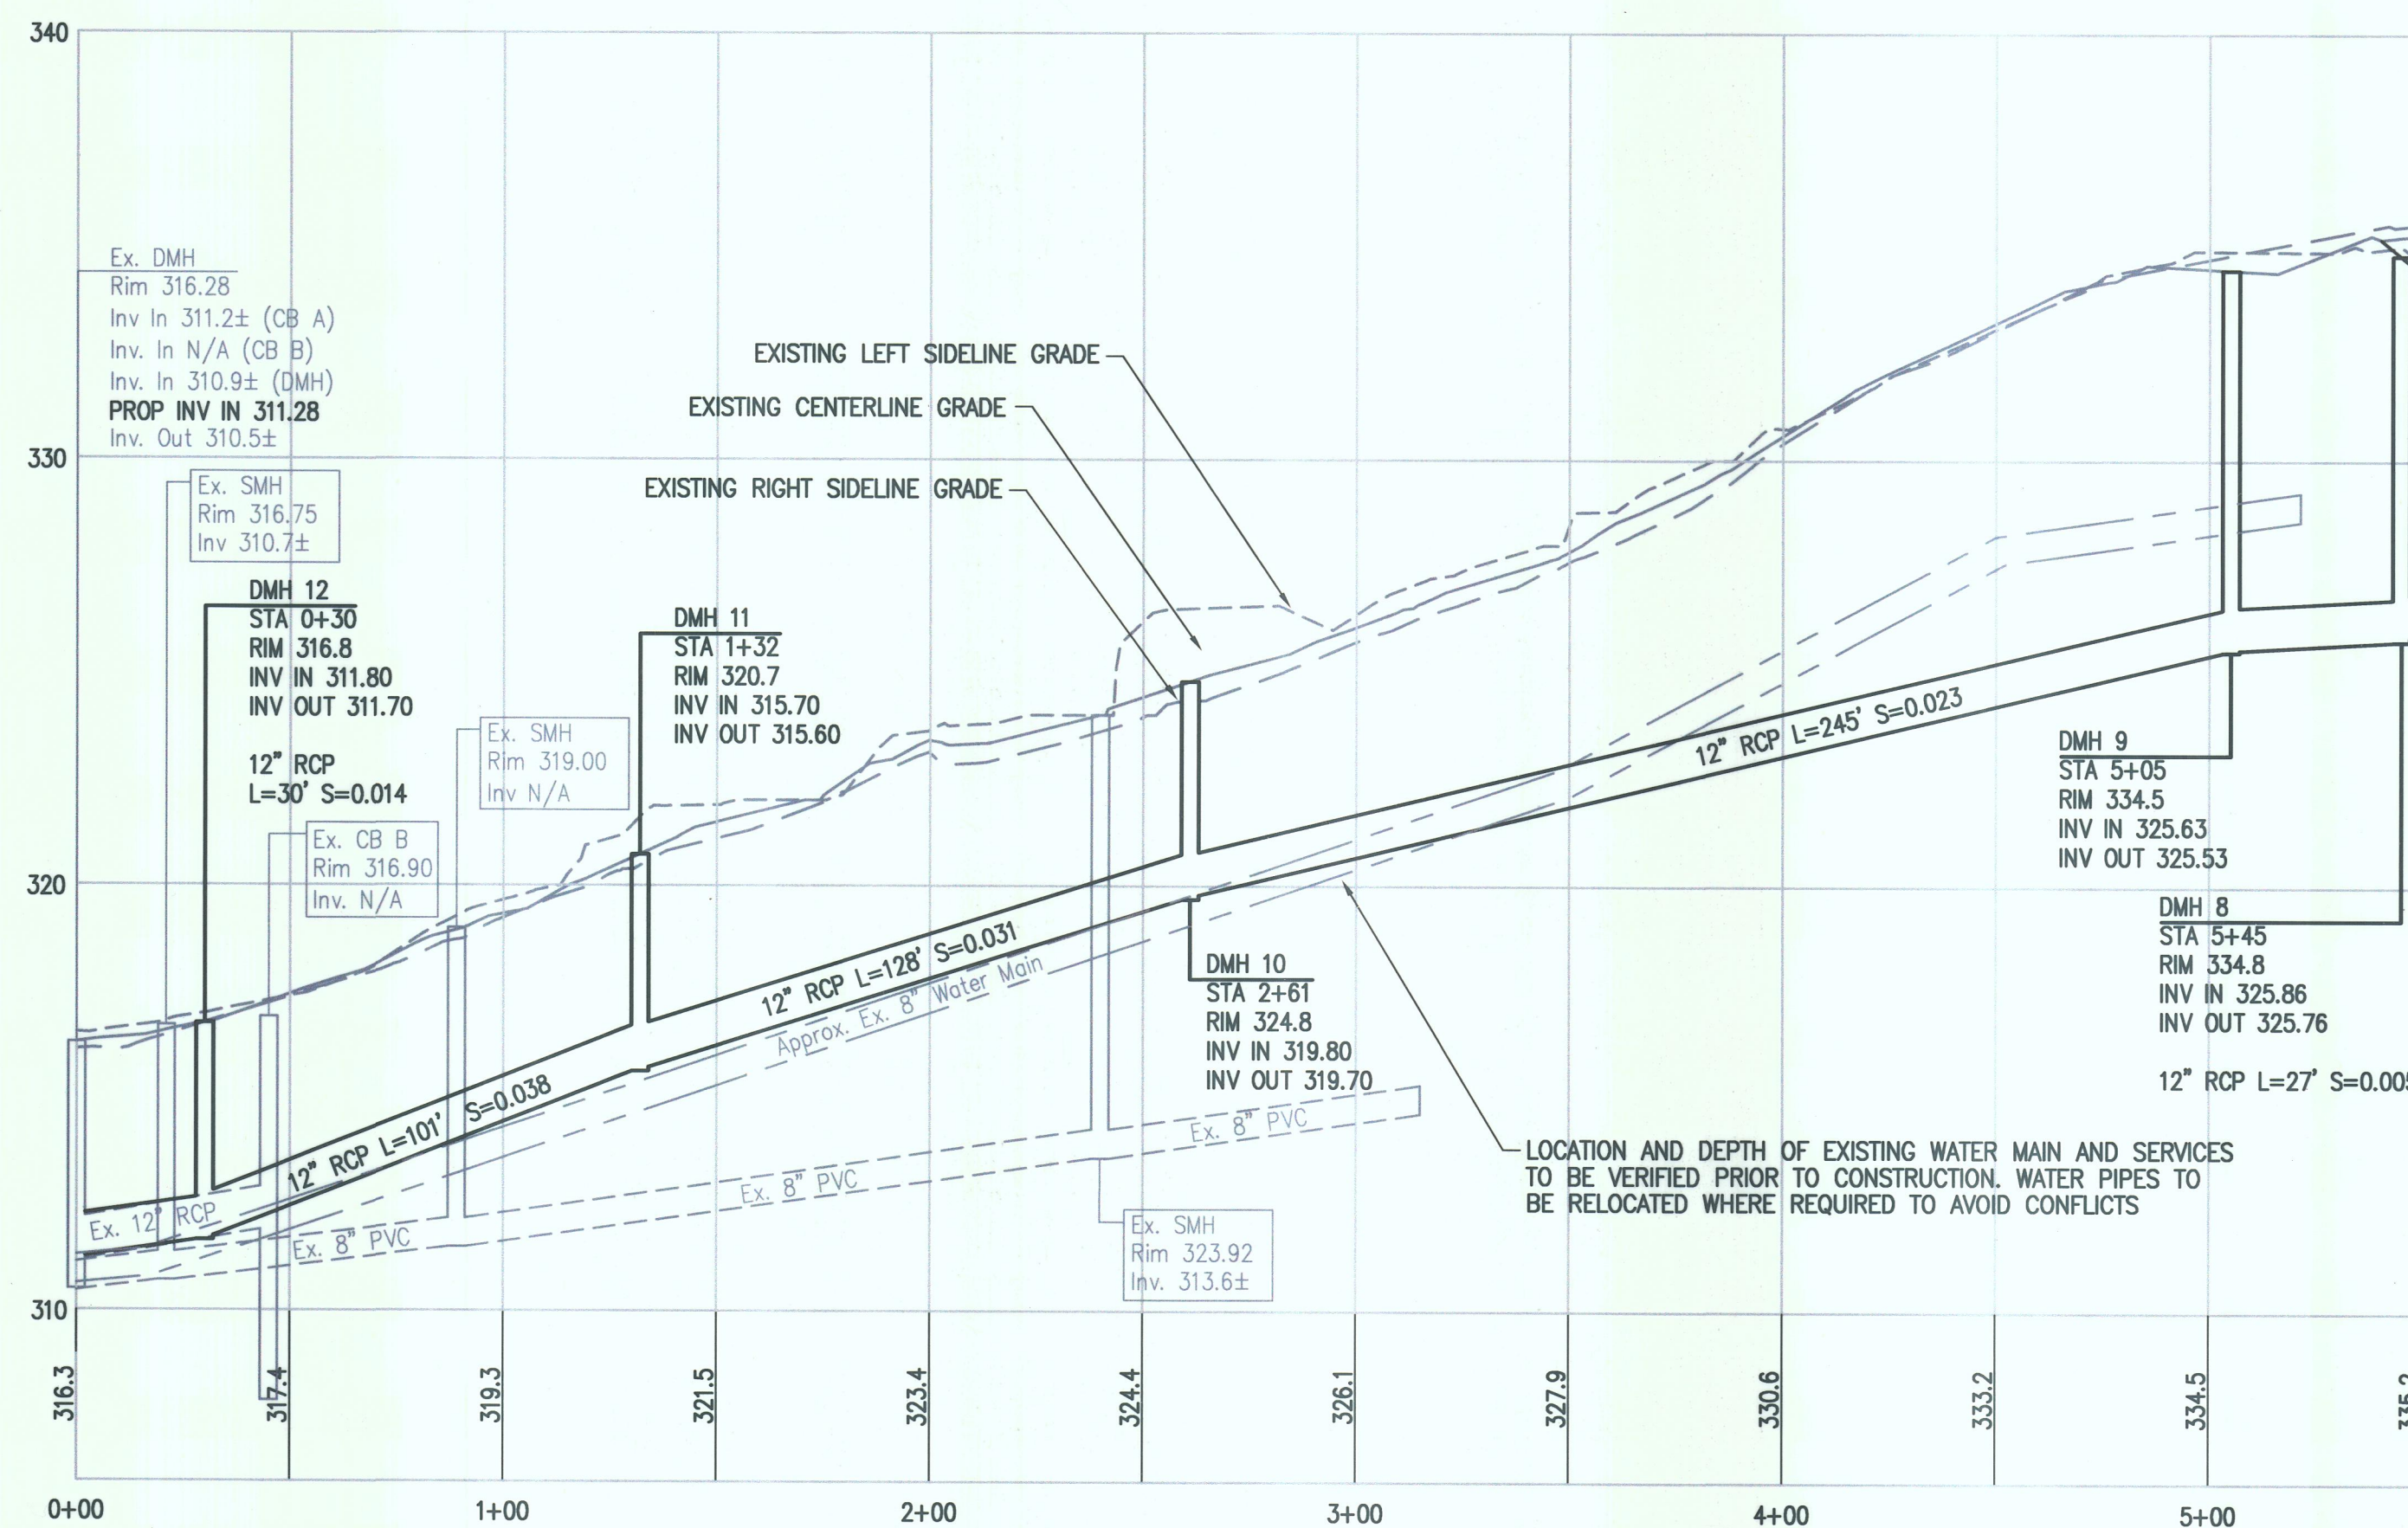 340
330
320
310
Ex. DMH
Rim 316.28
Inv In 311.2± (CB A)
Inv. In N/A (CB B)
Inv. In 310.9± (DMH)
PROP INV IN 311.28
Inv. Out 310.5±
Ex. SMH
Rim 316.75
Inv 310.7±
DMH 12
STA 0+30
RIM 316.8
INV IN 311.80
INV OUT 311.70
12" RCP
L=30' S=0.014
Ex. CB B
Rim 316.90
Inv. N/A
Ex. SMH
Rim 319.00
Inv N/A
DMH 11
STA 1+32
RIM 320.7
INV IN 315.70
INV OUT 315.60
EXISTING LEFT SIDELINE GRADE
EXISTING CENTERLINE GRADE
EXISTING RIGHT SIDELINE GRADE
12" RCP L=101' S=0.038
12" RCP L=128' S=0.031
12" RCP L=245' S=0.023
Approx. Ex. 8" Water Main
Ex. 12" RCP
Ex. 8" PVC
Ex. 8" PVC
Ex. 8" PVC
DMH 10
STA 2+61
RIM 324.8
INV IN 319.80
INV OUT 319.70
Ex. SMH
Rim 323.92
Inv. 313.6±
DMH 9
STA 5+05
RIM 334.5
INV IN 325.63
INV OUT 325.53
DMH 8
STA 5+45
RIM 334.8
INV IN 325.86
INV OUT 325.76
12" RCP L=27' S=0.00
LOCATION AND DEPTH OF EXISTING WATER MAIN AND SERVICES
TO BE VERIFIED PRIOR TO CONSTRUCTION. WATER PIPES TO
BE RELOCATED WHERE REQUIRED TO AVOID CONFLICTS
316.3
317.4
319.3
321.5
323.4
324.4
326.1
327.9
330.6
333.2
334.5
0+00
1+00
2+00
3+00
4+00
5+00